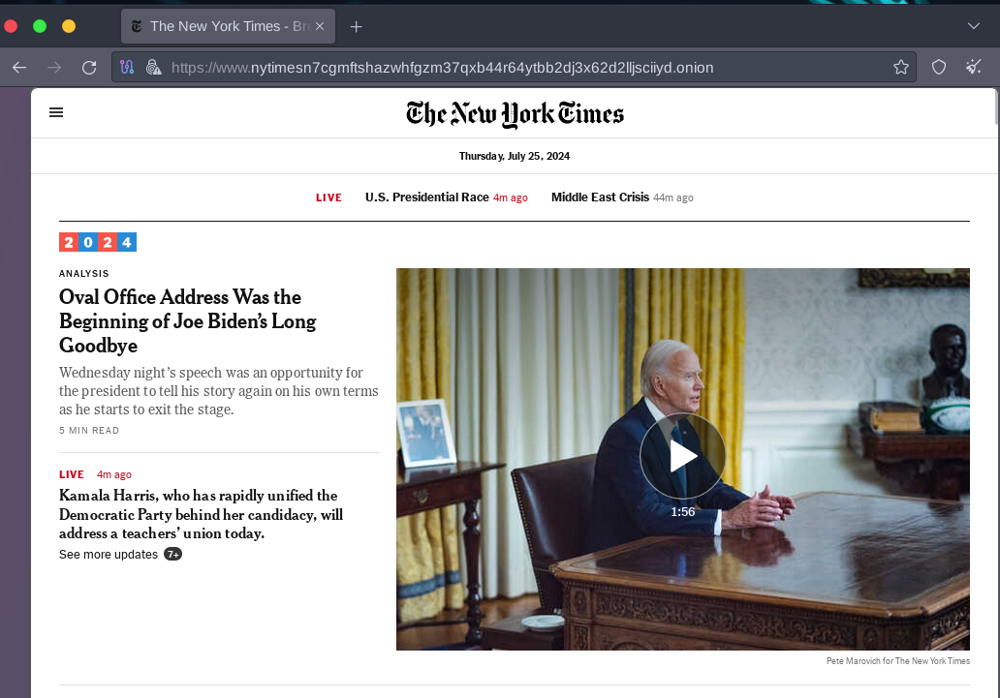 The New York Times - Bre
https://www.nytimesn7cgmftshazwhfgzm37qxb44r64ytbb2dj3x62d2lljsciiyd.onion
The New York Times
Thursday, July 25, 2024
LIVE U.S. Presidential Race 4m ago Middle East Crisis 44m ago
2024
ANALYSIS
Oval Office Address Was the
Beginning of Joe Biden’s Long
Goodbye
Wednesday night’s speech was an opportunity for
the president to tell his story again on his own terms
as he starts to exit the stage.
5 MIN READ
LIVE 4m ago
Kamala Harris, who has rapidly unified the
Democratic Party behind her candidacy, will
address a teachers’ union today.
See more updates 7+
1:56
Pete Marovich for The New York Times